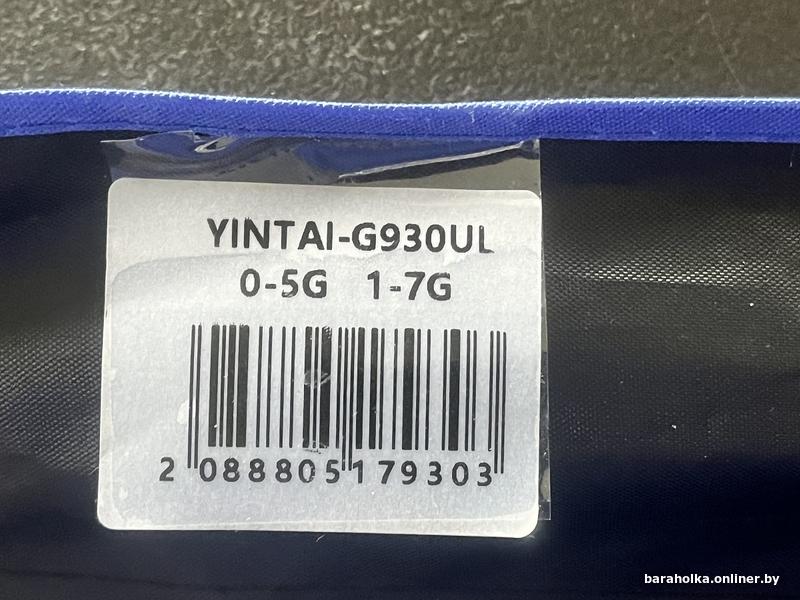 YINTAI-G930UL
0-5G 1-7G
2 088805 179303
baraholka.onliner.by